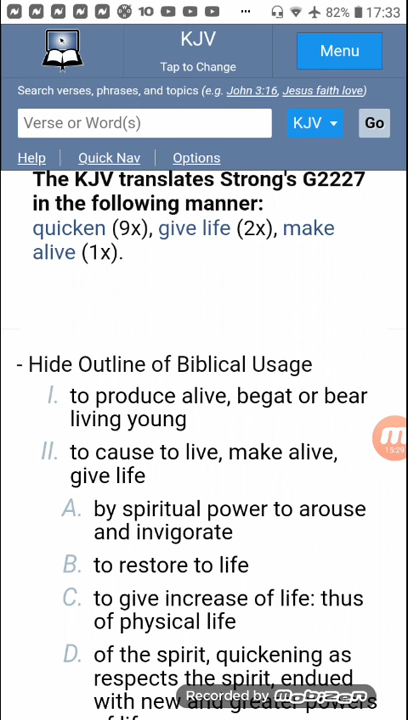 10 ... 82% 17:33
KJV
Tap to Change
Menu
Search verses, phrases, and topics (e.g. John 3:16, Jesus faith love)
Verse or Word(s)
KJV
Go
Help | Quick Nav | Options
The KJV translates Strong's G2227
in the following manner:
quicken (9x), give life (2x), make
alive (1x).
- Hide Outline of Biblical Usage
I. to produce alive, begat or bear
living young
II. to cause to live, make alive,
give life
15:29
A. by spiritual power to arouse
and invigorate
B. to restore to life
C. to give increase of life: thus
of physical life
D. of the spirit, quickening as
respects the spirit, endued
with new and greater powers
of life
Recorded by Mobizen